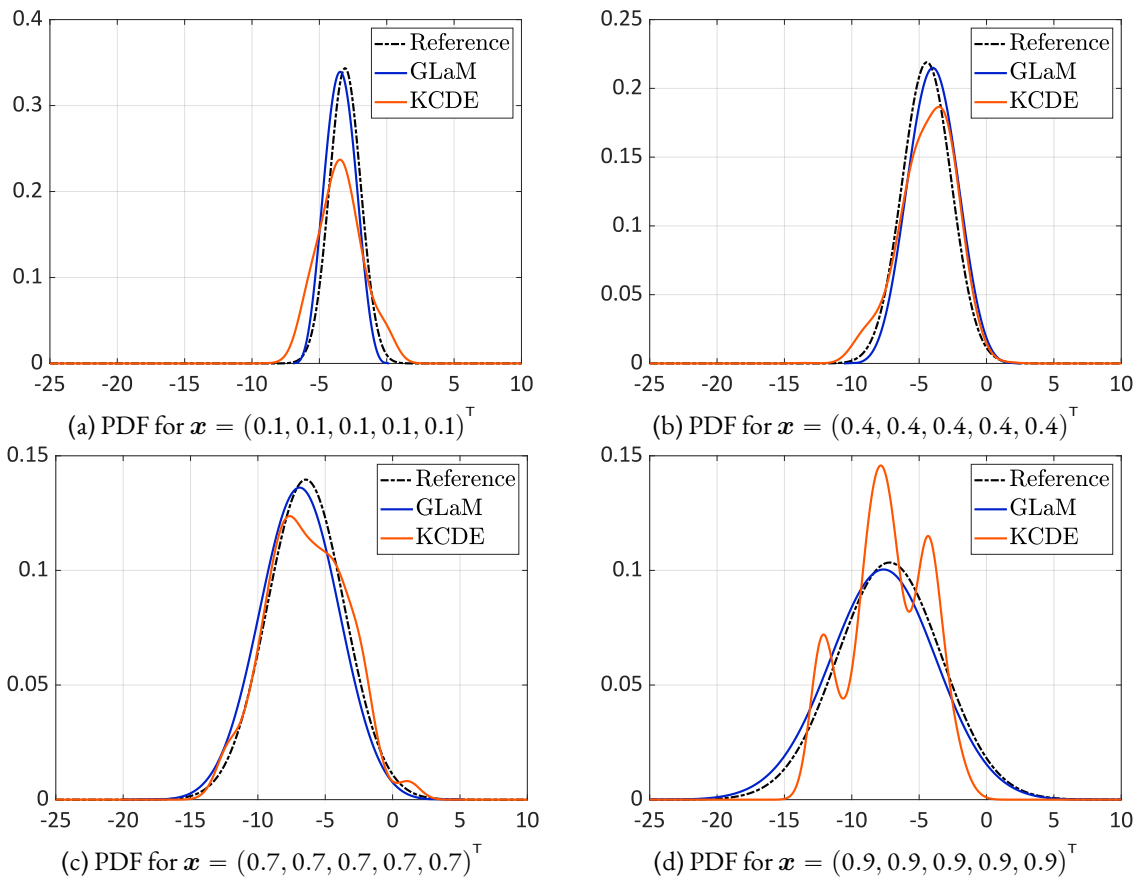 0.4
0.3
0.2
0.1
0
-25 -20 -15 -10 -5 0 5 10
Reference
GLaM
KCDE
(a) PDF for x = (0.1, 0.1, 0.1, 0.1, 0.1)ᵀ
0.25
0.20
0.15
0.10
0.05
0
-25 -20 -15 -10 -5 0 5 10
Reference
GLaM
KCDE
(b) PDF for x = (0.4, 0.4, 0.4, 0.4, 0.4)ᵀ
0.15
0.1
0.05
0
-25 -20 -15 -10 -5 0 5 10
Reference
GLaM
KCDE
(c) PDF for x = (0.7, 0.7, 0.7, 0.7, 0.7)ᵀ
0.15
0.1
0.05
0
-25 -20 -15 -10 -5 0 5 10
Reference
GLaM
KCDE
(d) PDF for x = (0.9, 0.9, 0.9, 0.9, 0.9)ᵀ